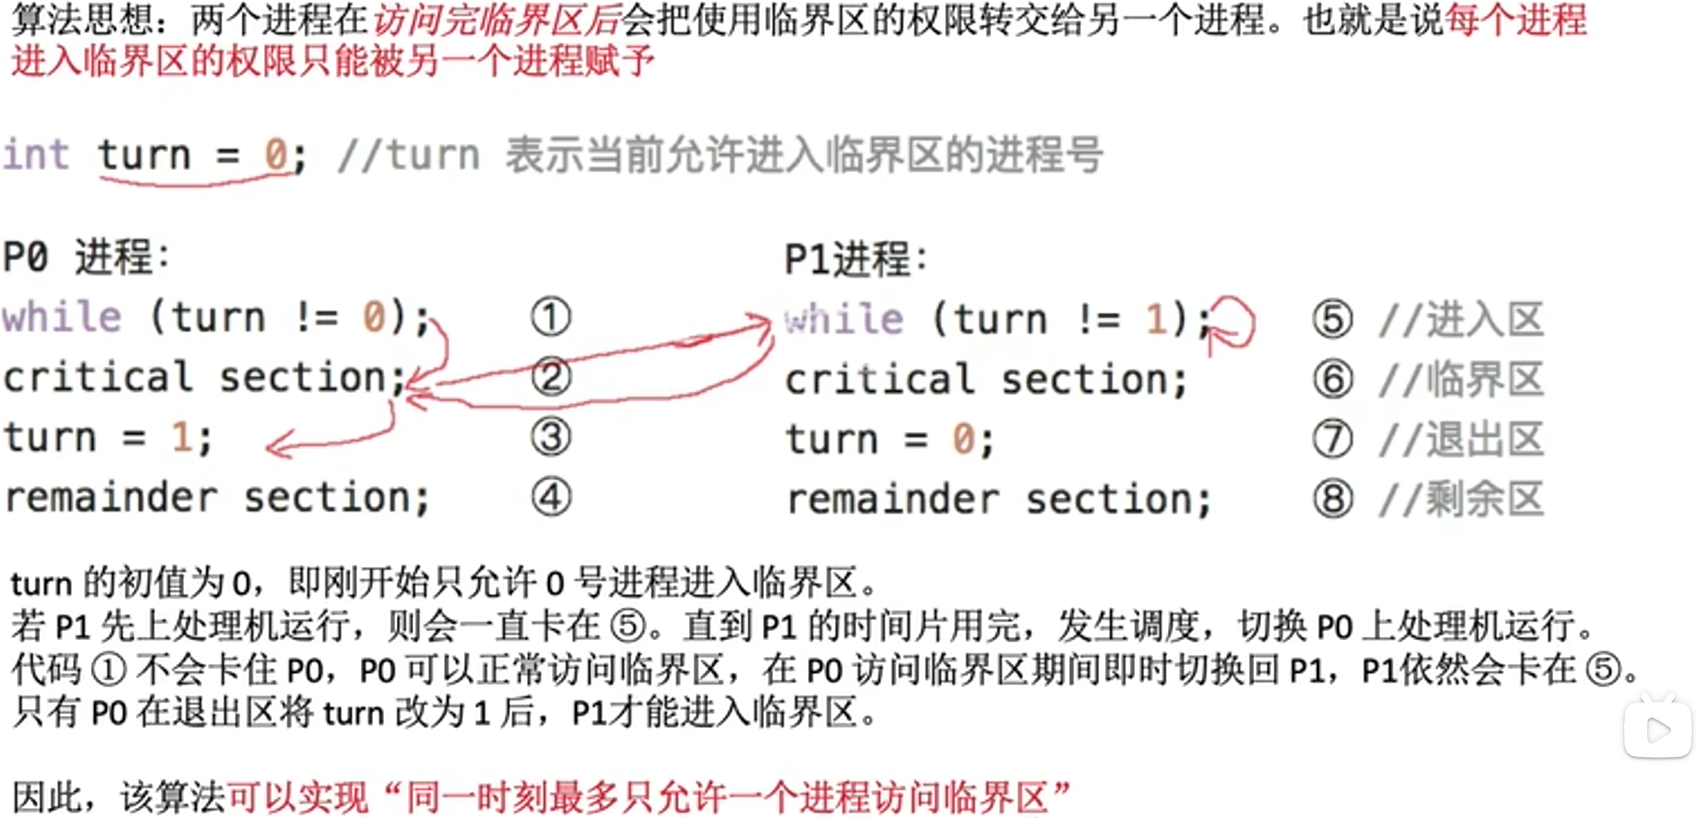 算法思想：两个进程在访问完临界区后会把使用临界区的权限转交给另一个进程。也就是说每个进程
进入临界区的权限只能被另一个进程赋予
int turn = 0; //turn 表示当前允许进入临界区的进程号
P0 进程：
while (turn != 0); ①
critical section; ②
turn = 1; ③
remainder section; ④
P1进程：
while (turn != 1); ⑤ //进入区
critical section; ⑥ //临界区
turn = 0; ⑦ //退出区
remainder section; ⑧ //剩余区
turn 的初值为 0，即刚开始只允许 0 号进程进入临界区。
若 P1 先上处理机运行，则会一直卡在 ⑤。直到 P1 的时间片用完，发生调度，切换 P0 上处理机运行。
代码 ① 不会卡住 P0，P0 可以正常访问临界区，在 P0 访问临界区期间即时切换回 P1，P1依然会卡在 ⑤。
只有 P0 在退出区将 turn 改为 1 后，P1才能进入临界区。
因此，该算法可以实现“同一时刻最多只允许一个进程访问临界区”